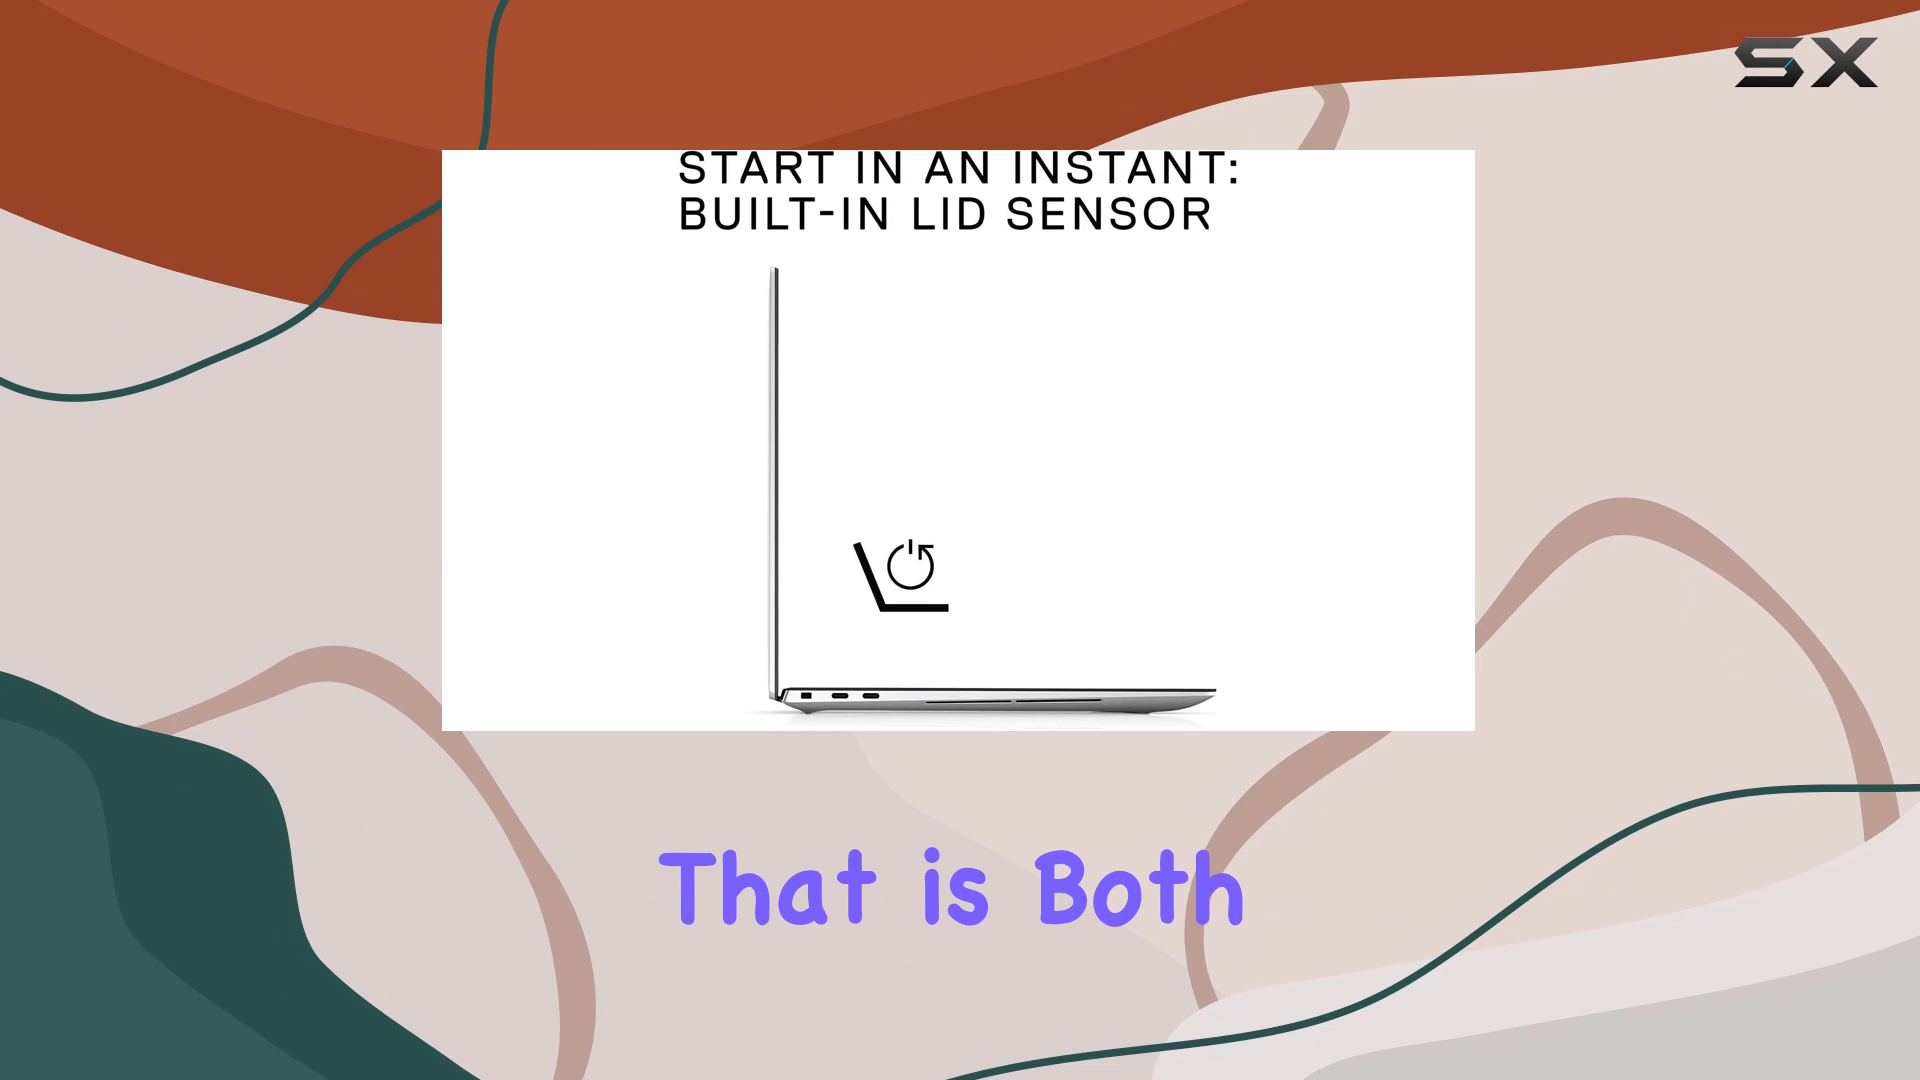 SX
START IN AN INSTANT:
BUILT-IN LID SENSOR
That is Both